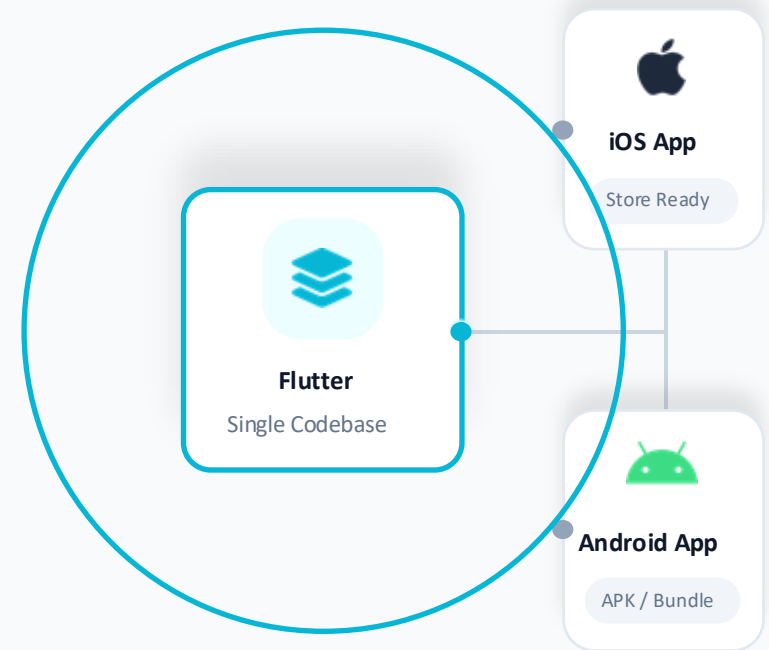 iOS App
Store Ready
Flutter
Single Codebase
Android App
APK / Bundle